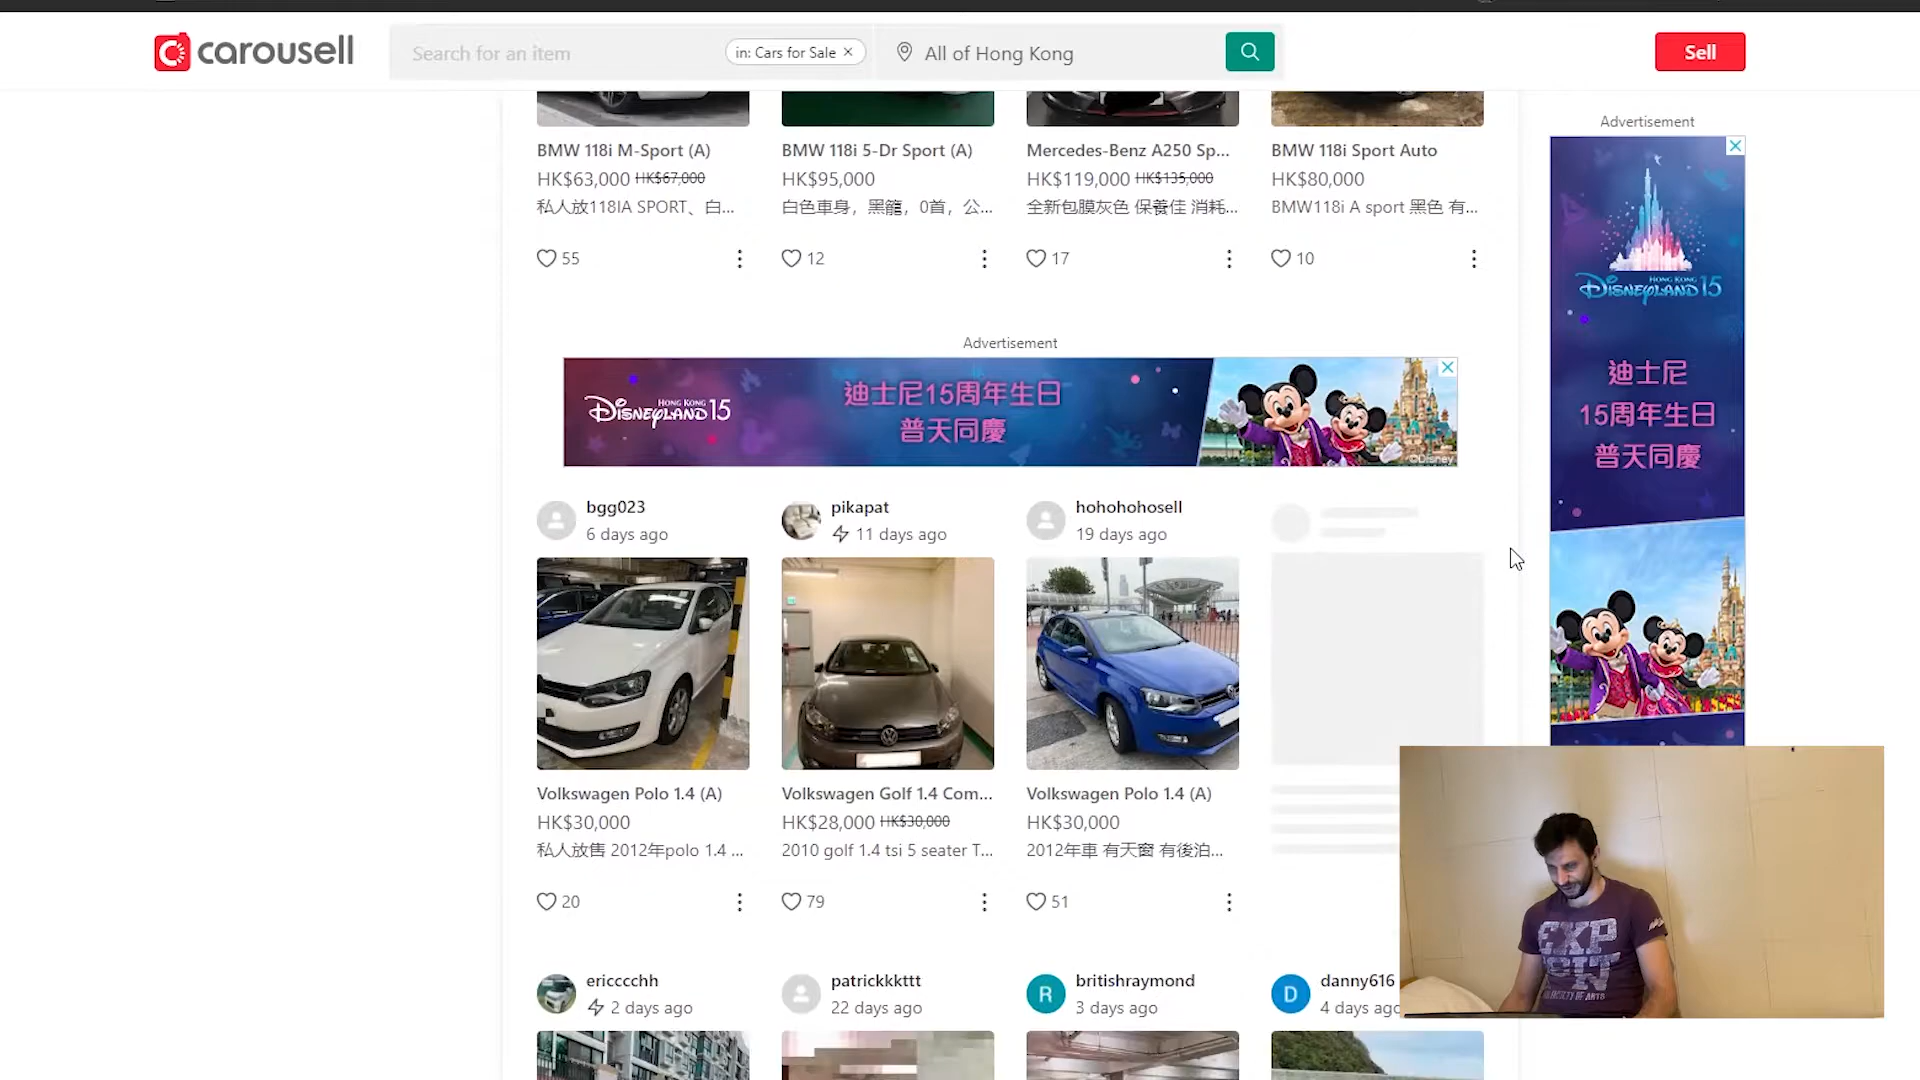 carousell
Search for an item
in: Cars for Sale ×
All of Hong Kong
Sell
BMW 118i M-Sport (A)
HK$63,000 HK$67,000
私人放118IA SPORT、白...
55
BMW 118i 5-Dr Sport (A)
HK$95,000
白色車身，黑籠，0首，公...
12
Mercedes-Benz A250 Sp...
HK$119,000 HK$135,000
全新包膜灰色 保養佳 消耗...
17
BMW 118i Sport Auto
HK$80,000
BMW118i A sport 黑色 有...
10
Advertisement
HONG KONG
DISNEYLAND 15
迪士尼
15周年生日
普天同慶
Advertisement
HONG KONG
DISNEYLAND 15
迪士尼15周年生日
普天同慶
©Disney
bgg023
6 days ago
Volkswagen Polo 1.4 (A)
HK$30,000
私人放售 2012年polo 1.4 ...
20
pikapat
11 days ago
Volkswagen Golf 1.4 Com...
HK$28,000 HK$30,000
2010 golf 1.4 tsi 5 seater T...
79
hohohohosell
19 days ago
Volkswagen Polo 1.4 (A)
HK$30,000
2012年車 有天窗 有後泊...
51
ericccchh
2 days ago
patrickkkttt
22 days ago
R
britishraymond
3 days ago
D
danny616
4 days ago
EXP